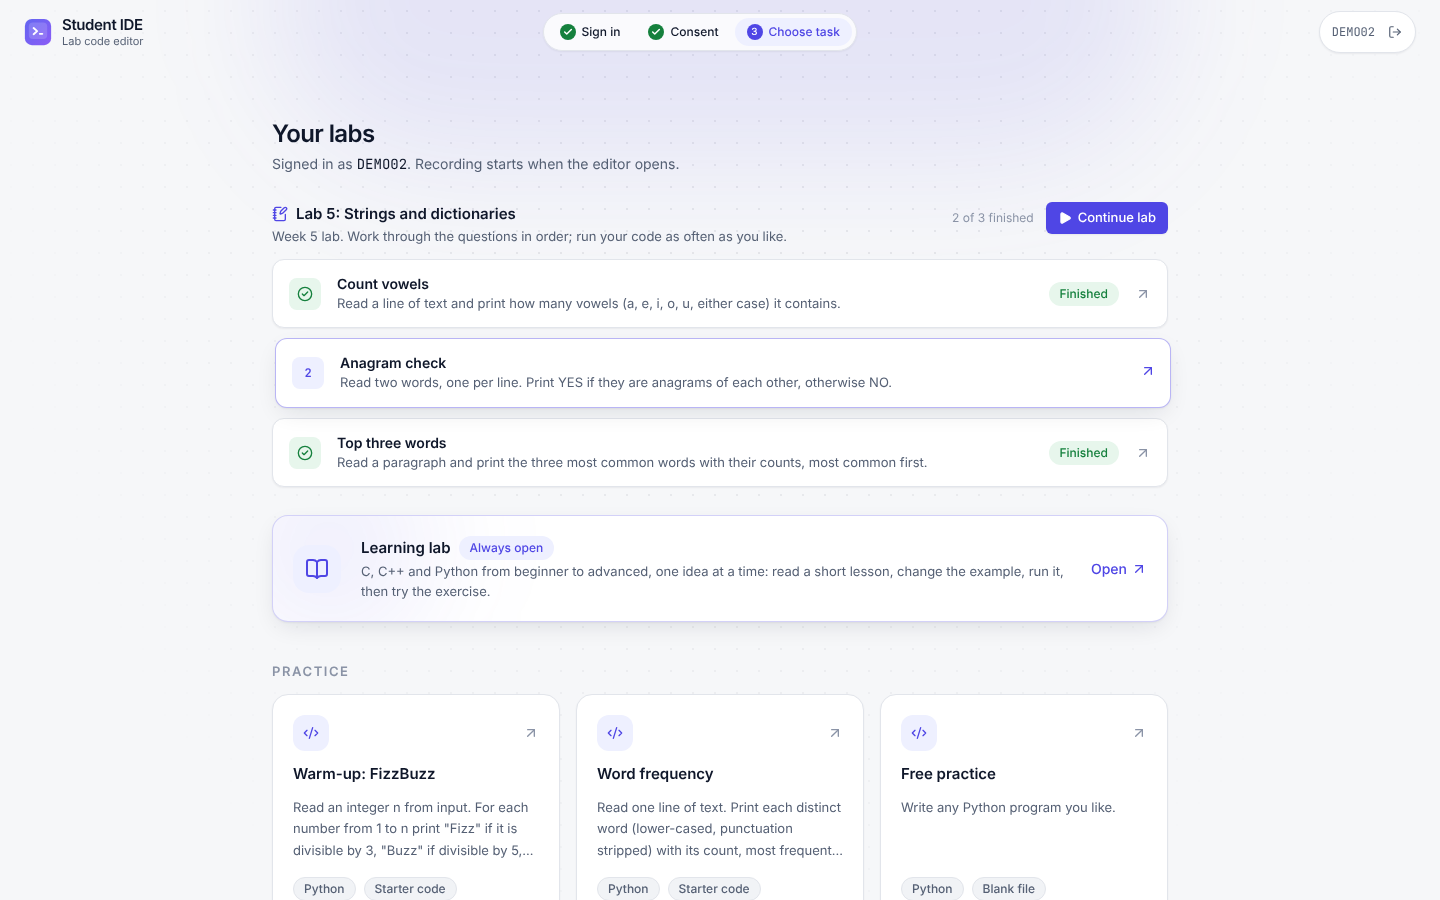 Student IDE
Lab code editor
Sign in
Consent
3 Choose task
DEMO02
Your labs
Signed in as DEMO02. Recording starts when the editor opens.
Lab 5: Strings and dictionaries
2 of 3 finished
Continue lab
Week 5 lab. Work through the questions in order; run your code as often as you like.
Count vowels
Read a line of text and print how many vowels (a, e, i, o, u, either case) it contains.
Finished
2
Anagram check
Read two words, one per line. Print YES if they are anagrams of each other, otherwise NO.
Top three words
Read a paragraph and print the three most common words with their counts, most common first.
Finished
Learning lab
Always open
C, C++ and Python from beginner to advanced, one idea at a time: read a short lesson, change the example, run it,
then try the exercise.
Open
PRACTICE
Warm-up: FizzBuzz
Read an integer n from input. For each
number from 1 to n print "Fizz" if it is
divisible by 3, "Buzz" if divisible by 5,...
Python
Starter code
Word frequency
Read one line of text. Print each distinct
word (lower-cased, punctuation
stripped) with its count, most frequent...
Python
Starter code
Free practice
Write any Python program you like.
Python
Blank file